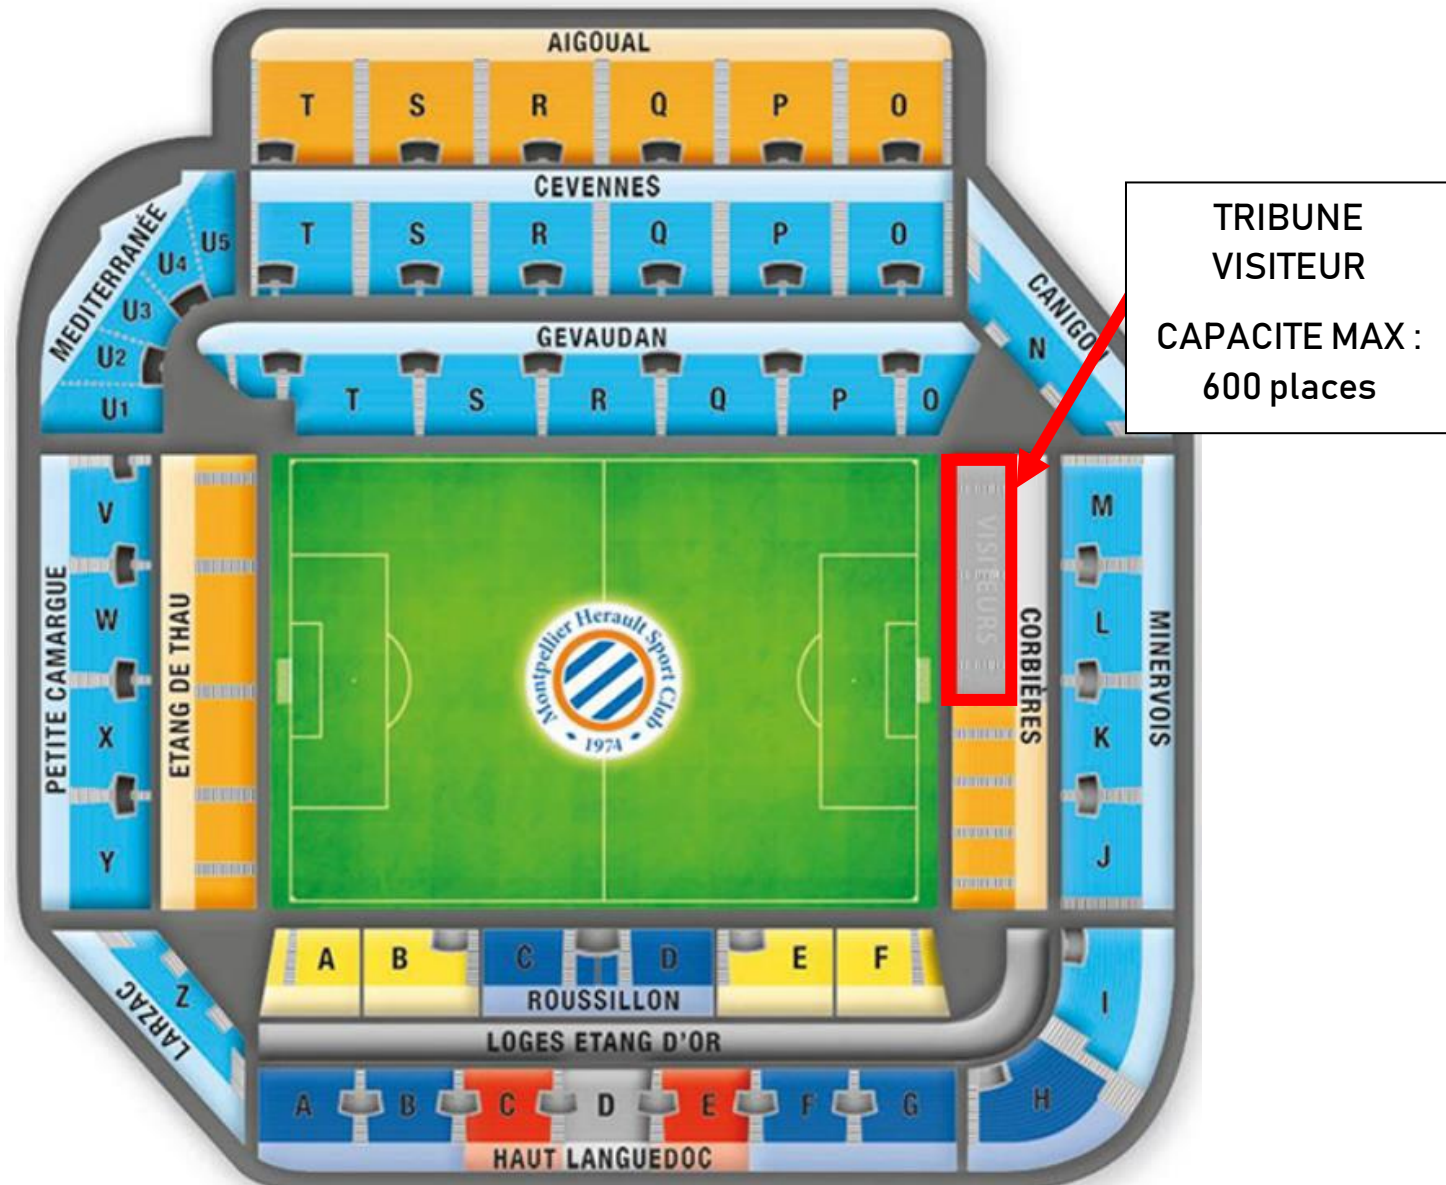 AIGOUAL
T S R Q P O
CEVENNES
T S R Q P O
MEDITERRANÉE
U5
U4
U3
U2
U1
GEVAUDAN
T S R Q P O
CANIGOU
N
TRIBUNE
VISITEUR
CAPACITE MAX :
600 places
PETITE CAMARGUE
V
W
X
Y
ETANG DE THAU
Montpellier Herault Sport Club
1974
VISITEURS
CORBIÈRES
M
L
K
J
MINERVOIS
LARZAC
Z
A B C D E F
ROUSSILLON
LOGES ETANG D'OR
I
H
A B C D E F G
HAUT LANGUEDOC